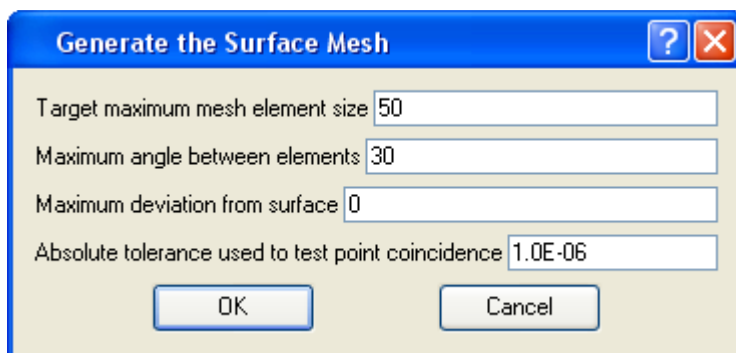 Generate the Surface Mesh ?
Target maximum mesh element size 50
Maximum angle between elements 30
Maximum deviation from surface 0
Absolute tolerance used to test point coincidence 1.0E-06
OK Cancel